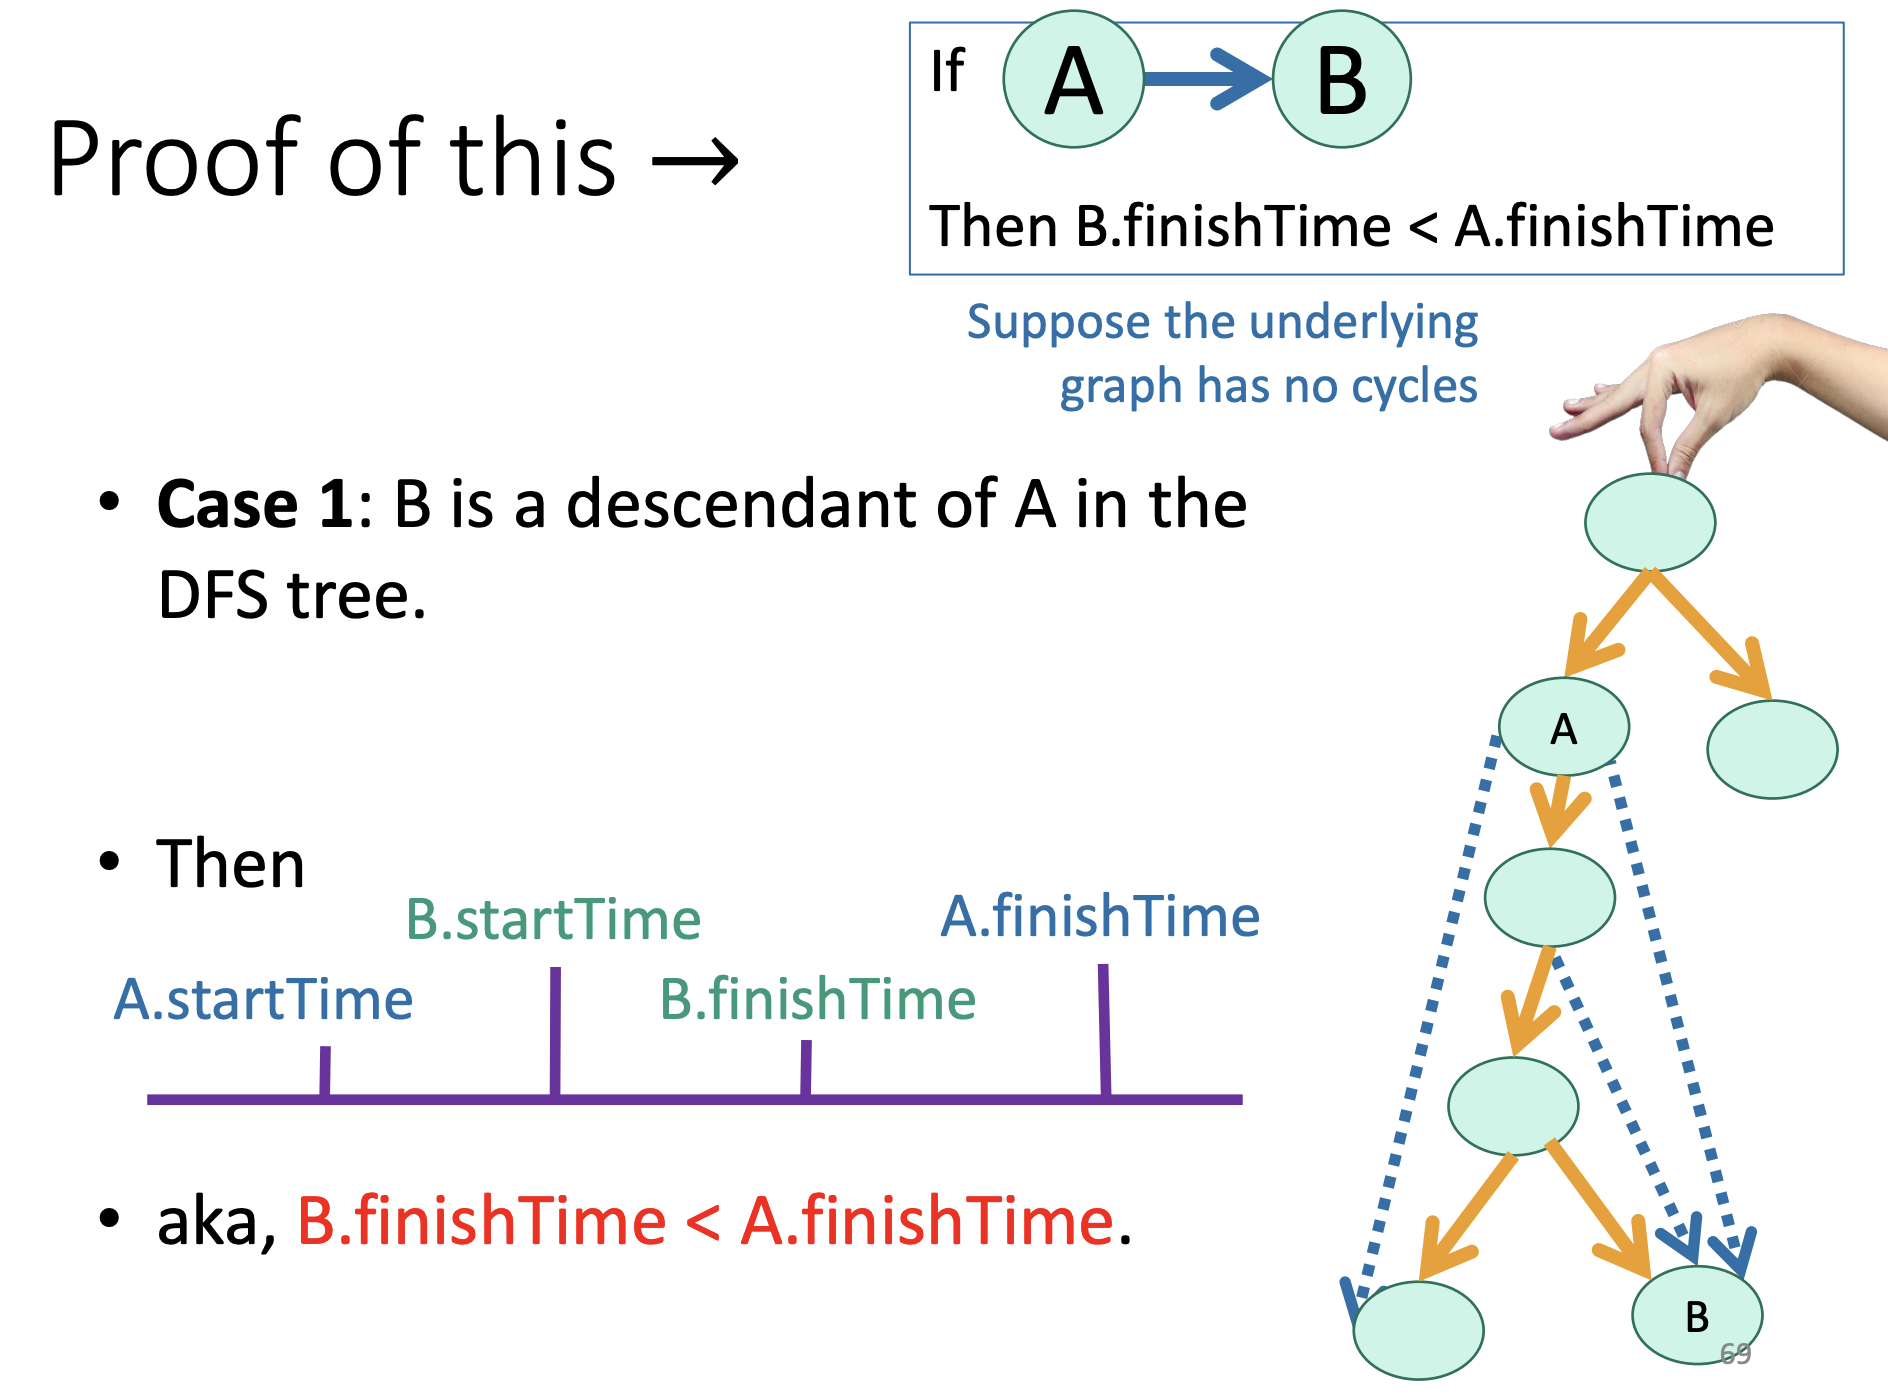 If A B
Proof of this →
Then B.finishTime < A.finishTime
Suppose the underlying
graph has no cycles
• Case 1: B is a descendant of A in the
DFS tree.
A
• Then
B.startTime
A.finishTime
A.startTime
B.finishTime
• aka, B.finishTime < A.finishTime.
B
69